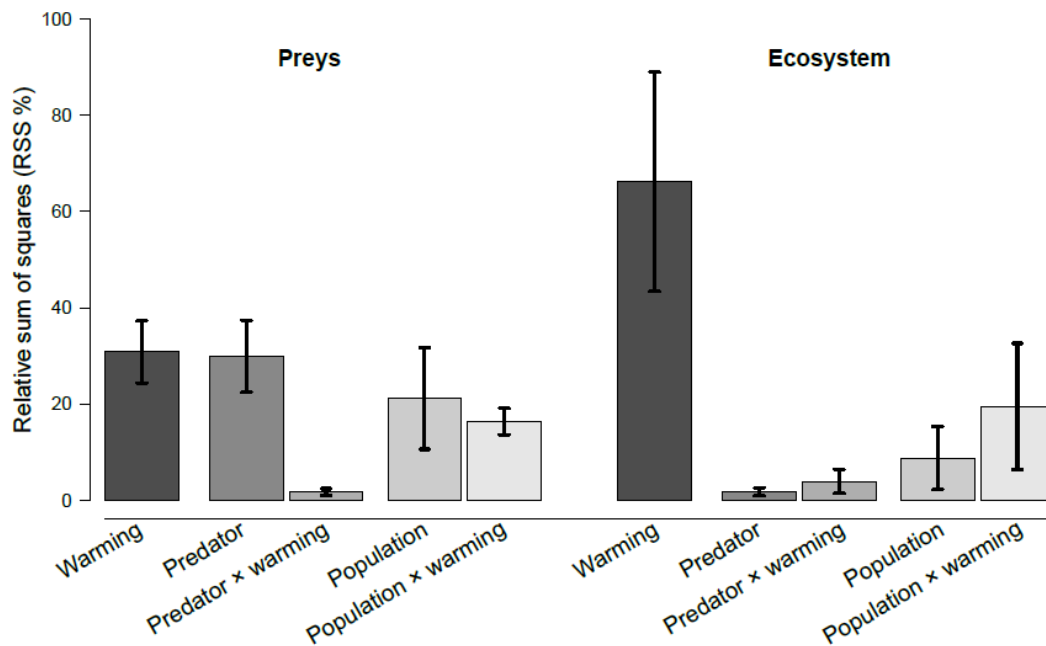 Relative sum of squares (RSS %)
100
80
60
40
20
0
Preys
Ecosystem
Warming
Predator
Predator × warming
Population
Population × warming
Warming
Predator
Predator × warming
Population
Population × warming